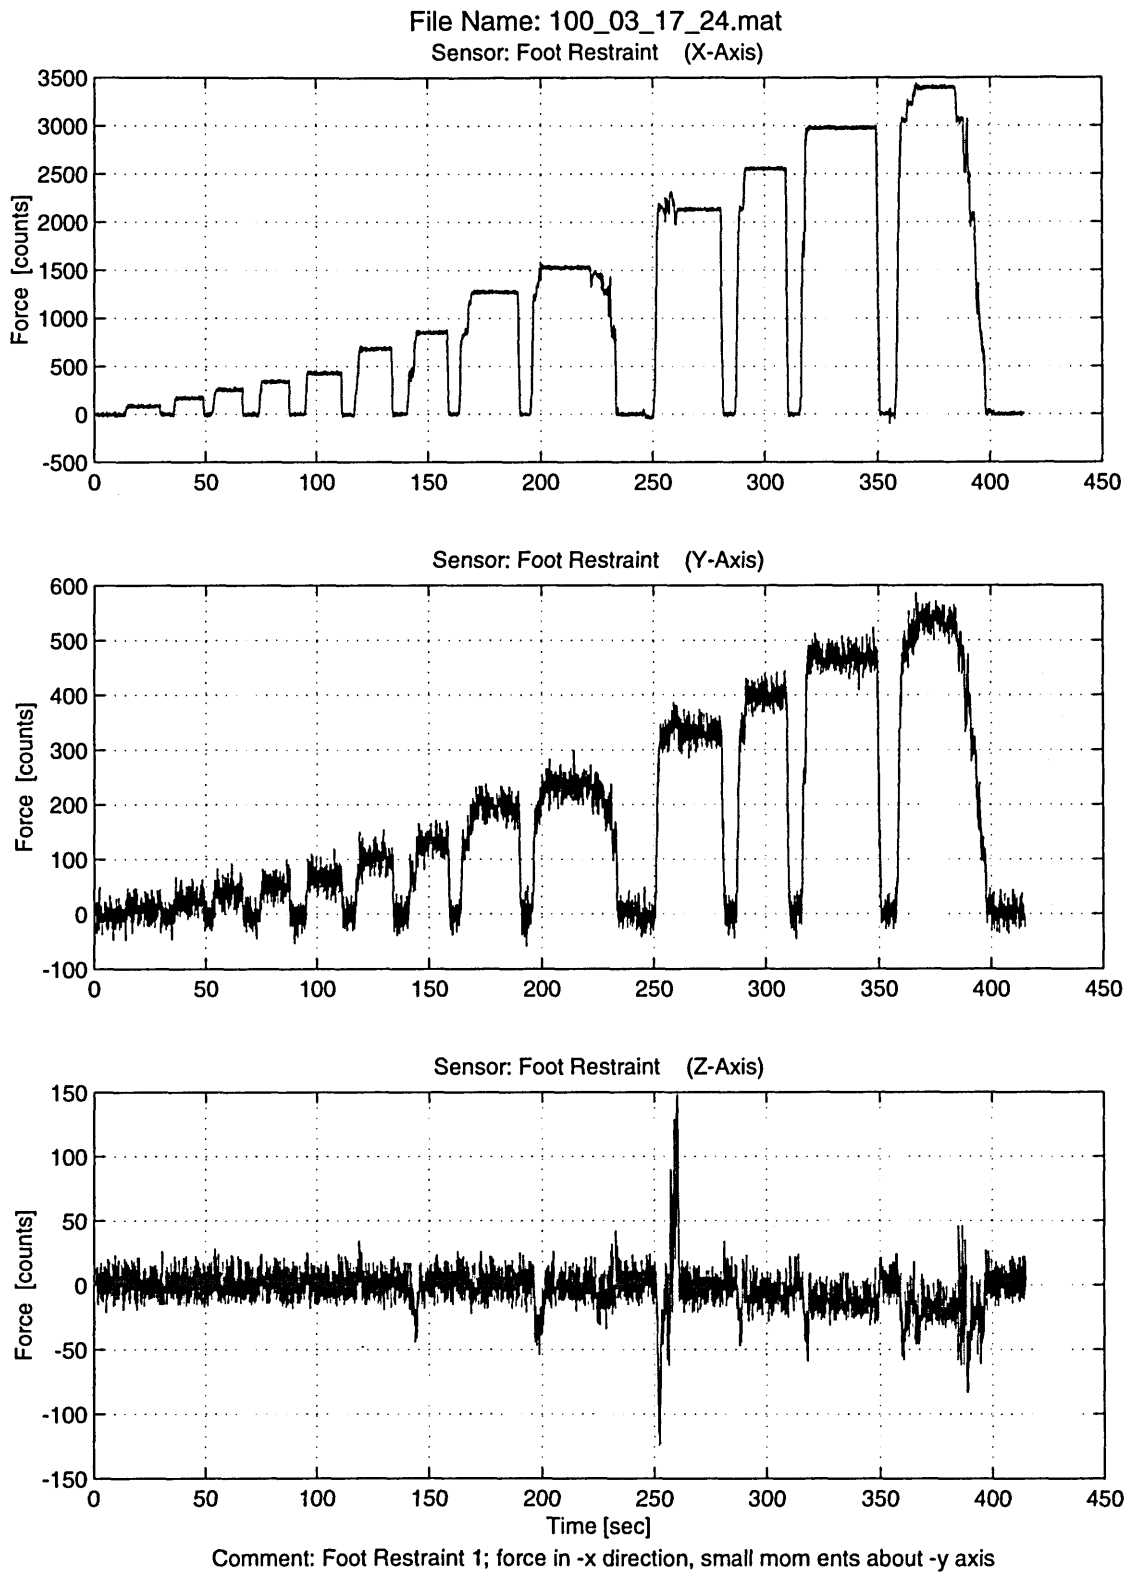 File Name: 100_03_17_24.mat
Sensor: Foot Restraint (X-Axis)
3500
3000
2500
2000
1500
1000
500
0
-500
Force [counts]
0 50 100 150 200 250 300 350 400 450
Sensor: Foot Restraint (Y-Axis)
600
500
400
300
200
100
0
-100
Force [counts]
0 50 100 150 200 250 300 350 400 450
Sensor: Foot Restraint (Z-Axis)
150
100
50
0
-50
-100
-150
Force [counts]
0 50 100 150 200 250 300 350 400 450
Time [sec]
Comment: Foot Restraint 1; force in -x direction, small mom ents about -y axis